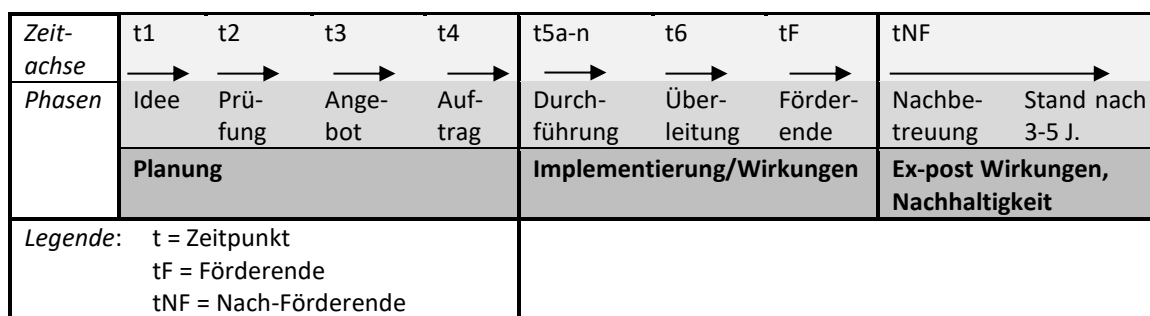 Zeit-
achse
t1 t2 t3 t4 t5a-n t6 tF tNF
Phasen
Idee Prü-
fung Ange-
bot Auf-
trag Durch-
führung Über-
leitung Förder-
ende Nachbe-
treuung Stand nach
3-5 J.
Planung Implementierung/Wirkungen Ex-post Wirkungen,
Nachhaltigkeit
Legende: t = Zeitpunkt
tF = Förderende
tNF = Nach-Förderende